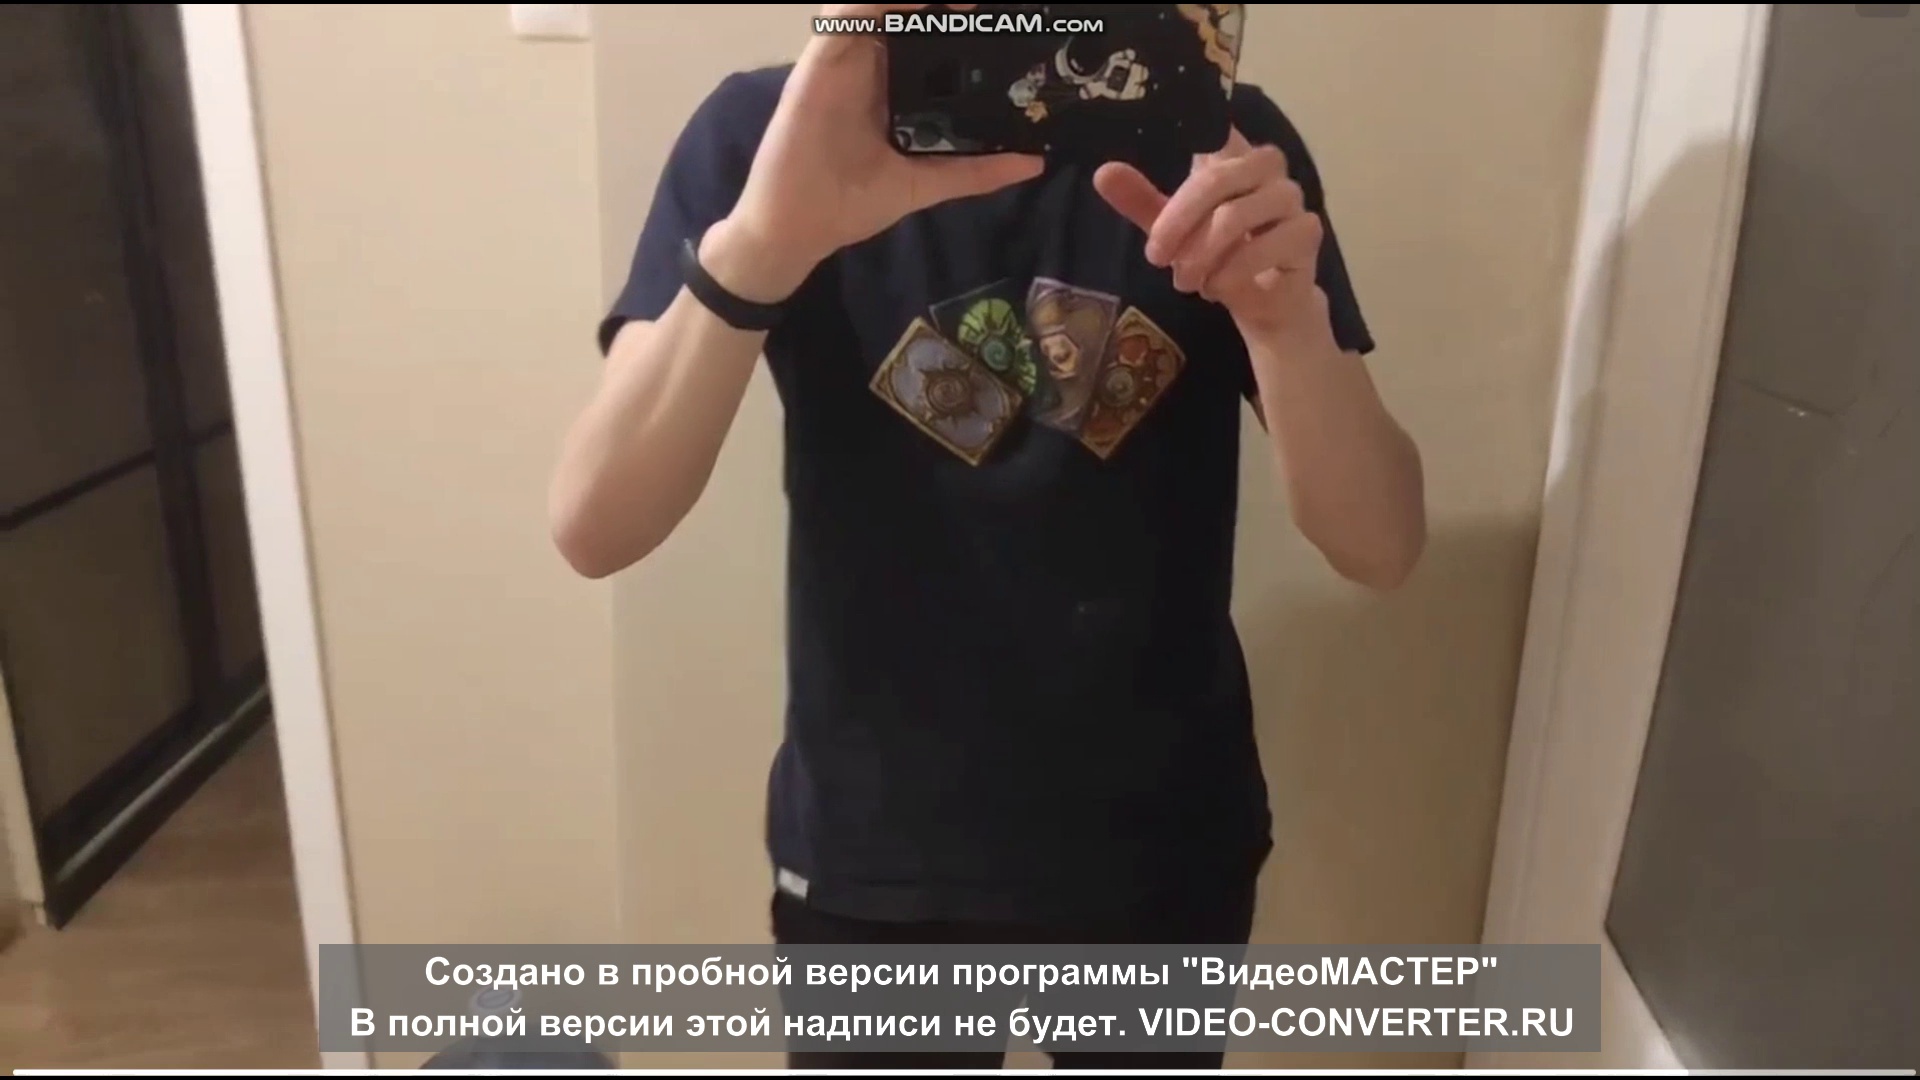 www.BANDICAM.com
Создано в пробной версии программы "ВидеоМАСТЕР"
В полной версии этой надписи не будет. VIDEO-CONVERTER.RU